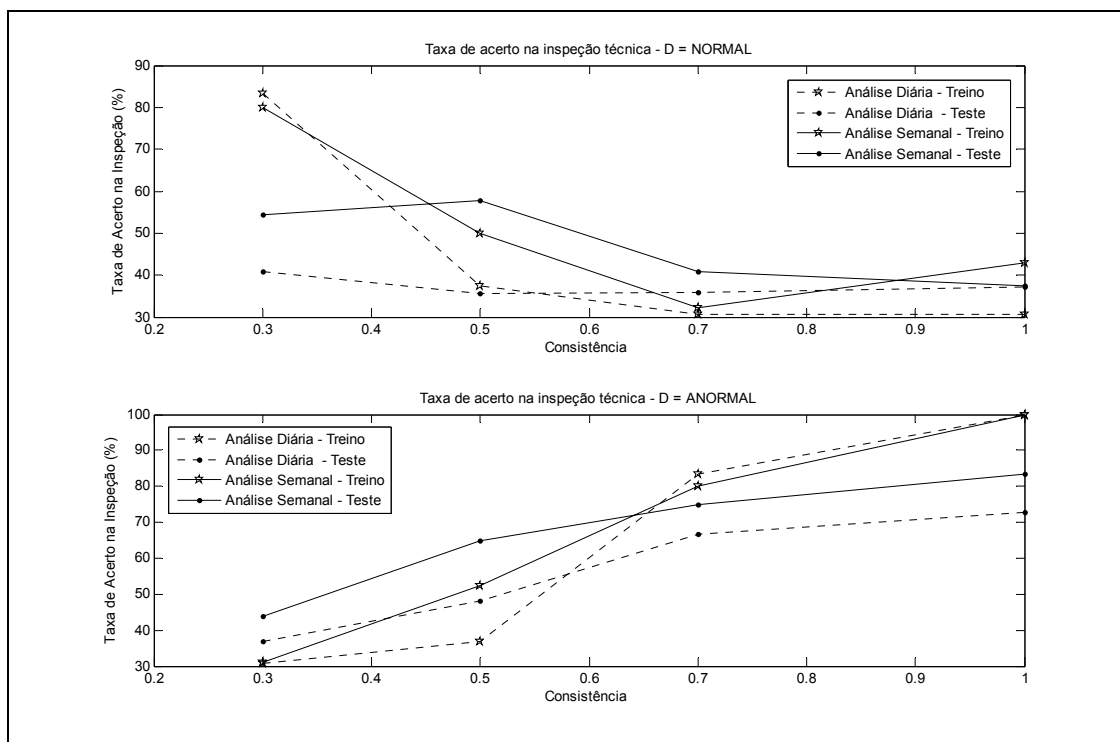 Taxa de acerto na inspeção técnica - D = NORMAL
Taxa de Acerto na Inspeção (%)
90
80
70
60
50
40
30
0.2 0.3 0.4 0.5 0.6 0.7 0.8 0.9 1
Consistência
Análise Diária - Treino
Análise Diária - Teste
Análise Semanal - Treino
Análise Semanal - Teste
Taxa de acerto na inspeção técnica - D = ANORMAL
Taxa de Acerto na Inspeção (%)
100
90
80
70
60
50
40
30
0.2 0.3 0.4 0.5 0.6 0.7 0.8 0.9 1
Consistência
Análise Diária - Treino
Análise Diária - Teste
Análise Semanal - Treino
Análise Semanal - Teste